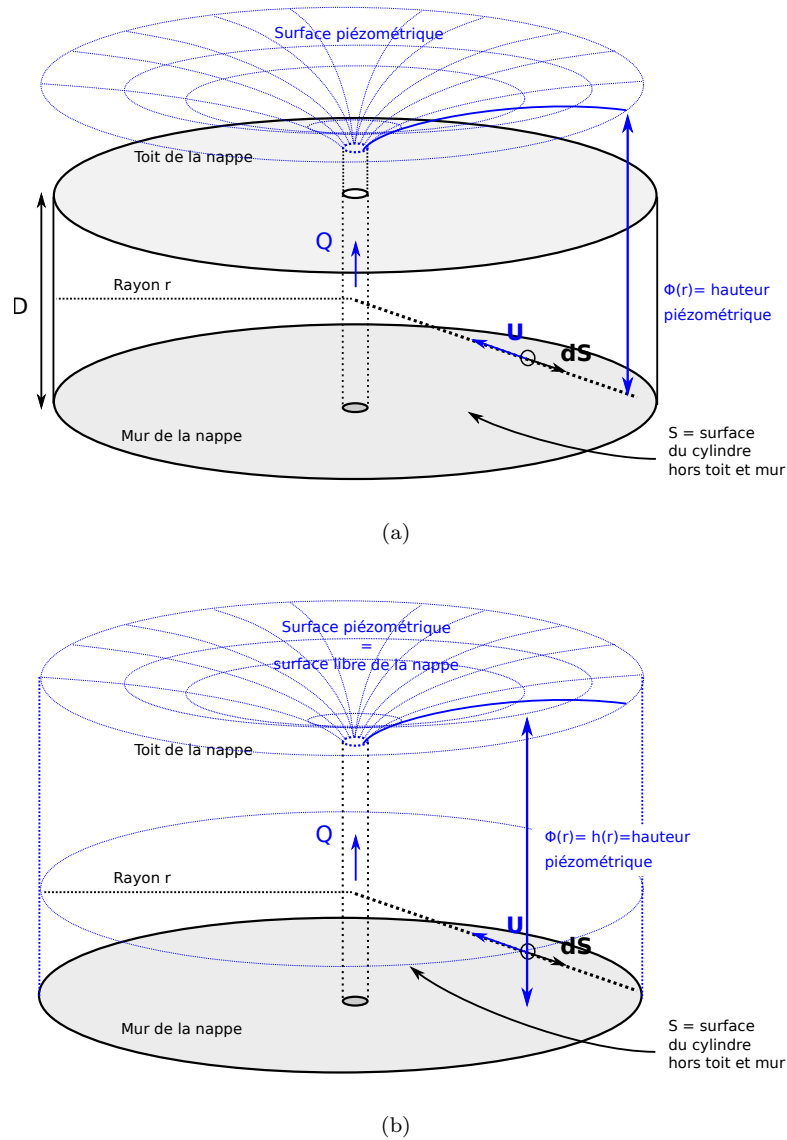 Surface piézométrique
Toit de la nappe
Q
D
Rayon r
Φ(r)= hauteur
piézométrique
U
dS
Mur de la nappe
S = surface
du cylindre
hors toit et mur
(a)
Surface piézométrique
=
surface libre de la nappe
Toit de la nappe
Q
Φ(r)= h(r)=hauteur
piézométrique
Rayon r
U
dS
Mur de la nappe
S = surface
du cylindre
hors toit et mur
(b)